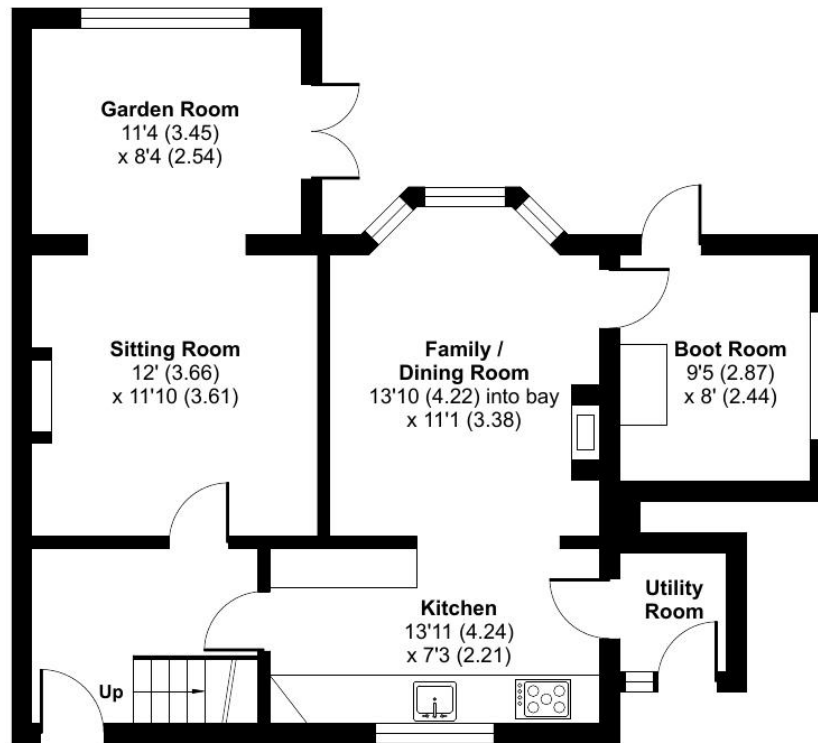 Garden Room
11'4 (3.45)
x 8'4 (2.54)
Sitting Room
12' (3.66)
x 11'10 (3.61)
Family /
Dining Room
13'10 (4.22) into bay
x 11'1 (3.38)
Boot Room
9'5 (2.87)
x 8' (2.44)
Utility
Room
Kitchen
13'11 (4.24)
x 7'3 (2.21)
Up